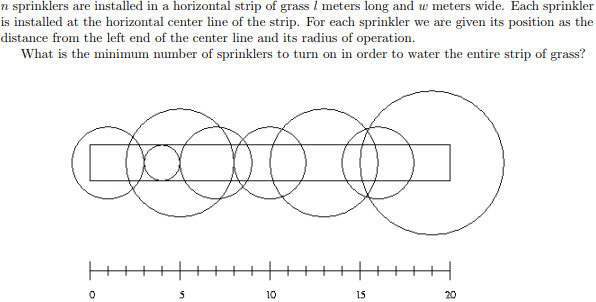 n sprinklers are installed in a horizontal strip of grass l meters long and w meters wide. Each sprinkler
is installed at the horizontal center line of the strip. For each sprinkler we are given its position as the
distance from the left end of the center line and its radius of operation.
What is the minimum number of sprinklers to turn on in order to water the entire strip of grass?
0 5 10 15 20